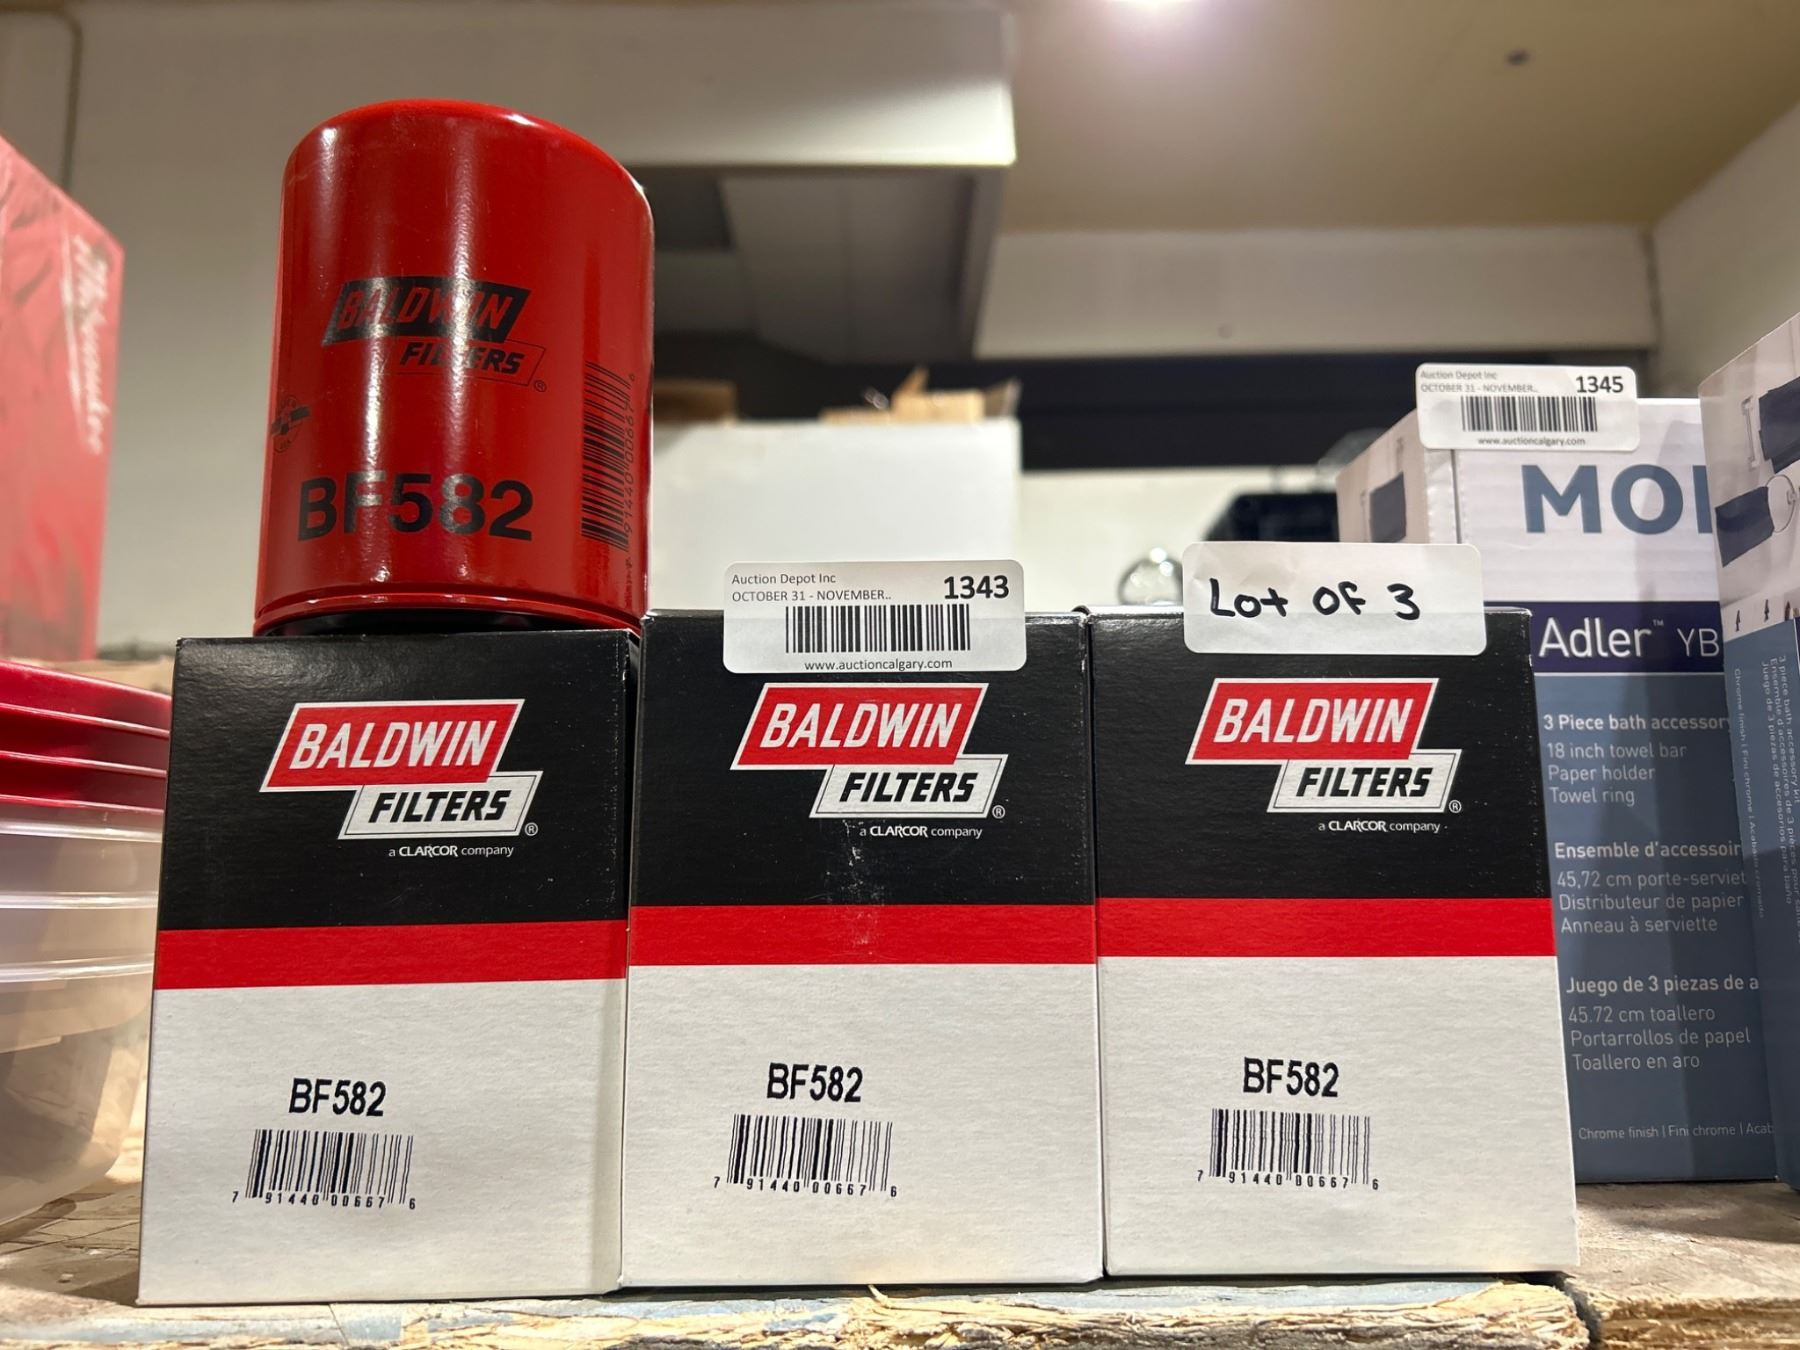 Milwaukee
BALDWIN
FILTERS
®
BF582
Auction Depot Inc
OCTOBER 31 - NOVEMBER..
1343
www.auctioncalgary.com
Lot OF 3
Auction Depot Inc
OCTOBER 31 - NOVEMBER..
1345
www.auctioncalgary.com
BALDWIN
FILTERS
®
a CLARCOR company
BF582
7 91440 00667 6
BALDWIN
FILTERS
®
a CLARCOR company
BF582
7 91440 00667 6
BALDWIN
FILTERS
®
a CLARCOR company
BF582
7 91440 00667 6
Adler™ YB
3 Piece bath accessor
18 inch towel bar
Paper holder
Towel ring
Ensemble d'accessoir
45,72 cm porte-serviet
Distributeur de papier
Anneau à serviette
Juego de 3 piezas de a
45.72 cm toallero
Portarrollos de papel
Toallero en aro
Chrome finish | Fini chrome | Acab